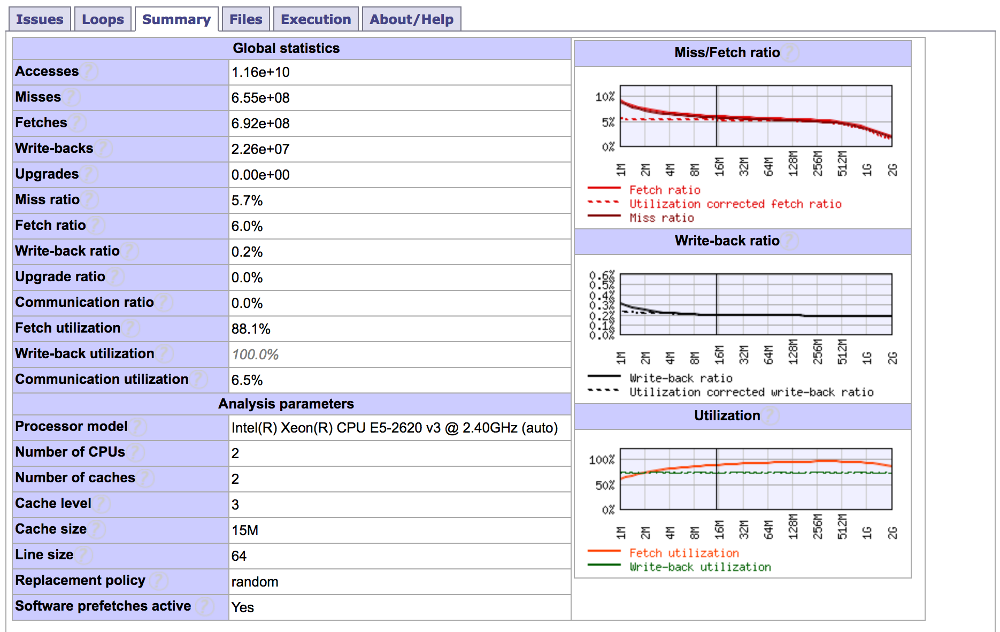 Issues Loops Summary Files Execution About/Help
Global statistics
Accesses ? 1.16e+10
Misses ? 6.55e+08
Fetches ? 6.92e+08
Write-backs ? 2.26e+07
Upgrades ? 0.00e+00
Miss ratio ? 5.7%
Fetch ratio ? 6.0%
Write-back ratio ? 0.2%
Upgrade ratio ? 0.0%
Communication ratio ? 0.0%
Fetch utilization ? 88.1%
Write-back utilization ? 100.0%
Communication utilization ? 6.5%
Analysis parameters
Processor model ? Intel(R) Xeon(R) CPU E5-2620 v3 @ 2.40GHz (auto)
Number of CPUs ? 2
Number of caches ? 2
Cache level ? 3
Cache size ? 15M
Line size ? 64
Replacement policy ? random
Software prefetches active ? Yes
Miss/Fetch ratio ?
10%
5%
0%
1M 2M 4M 8M 16M 32M 64M 128M 256M 512M 1G 2G
Fetch ratio
Utilization corrected fetch ratio
Miss ratio
Write-back ratio ?
0.6%
0.5%
0.4%
0.3%
0.2%
0.1%
0.0%
1M 2M 4M 8M 16M 32M 64M 128M 256M 512M 1G 2G
Write-back ratio
Utilization corrected write-back ratio
Utilization ?
100%
50%
0%
1M 2M 4M 8M 16M 32M 64M 128M 256M 512M 1G 2G
Fetch utilization
Write-back utilization